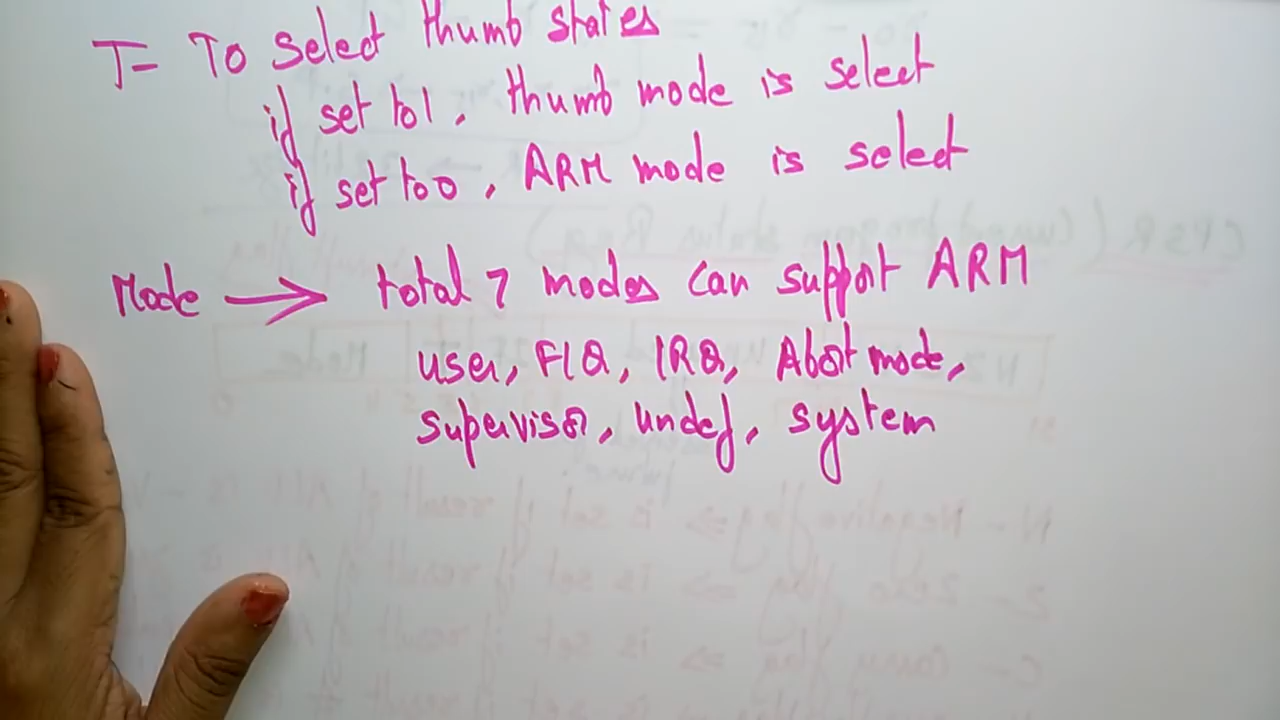 T= To select thumb states
if set to 1, thumb mode is select
if set to 0, ARM mode is select
Mode → total 7 modes can support ARM
user, FIQ, IRQ, Abort mode,
supervisor, undef, system